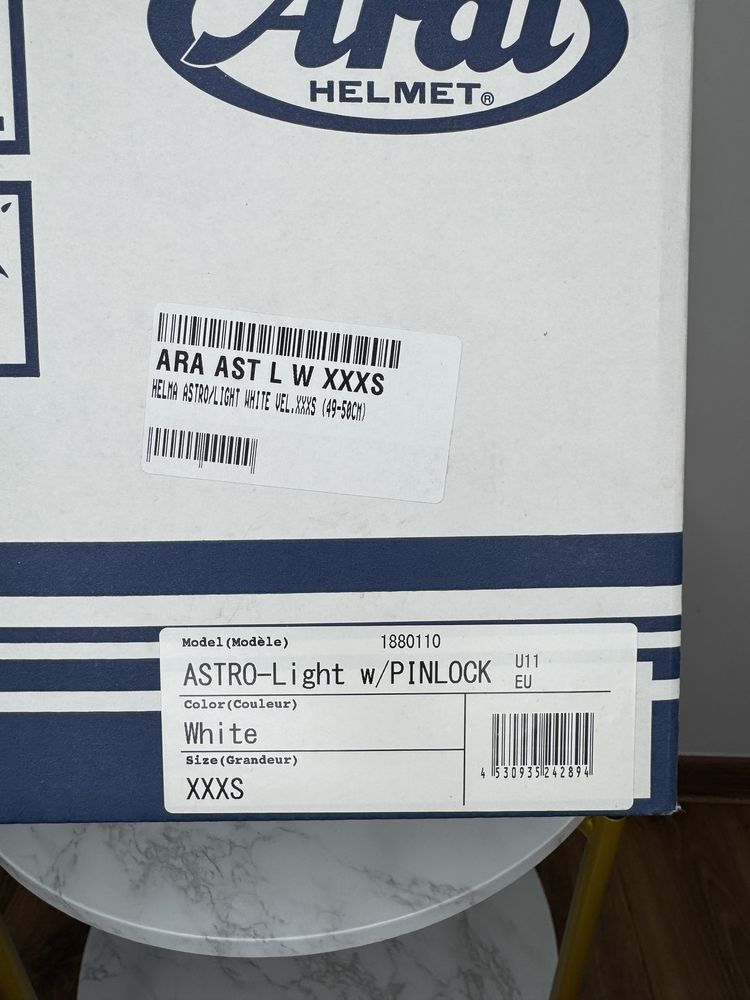 Arai
HELMET®
ARA AST L W XXXS
HELMA ASTRO/LIGHT WHITE VEL.XXXS (49-50CM)
Model(Modèle) 1880110
ASTRO-Light w/PINLOCK U11
EU
Color(Couleur)
White
Size(Grandeur)
XXXS
4 530935 242894